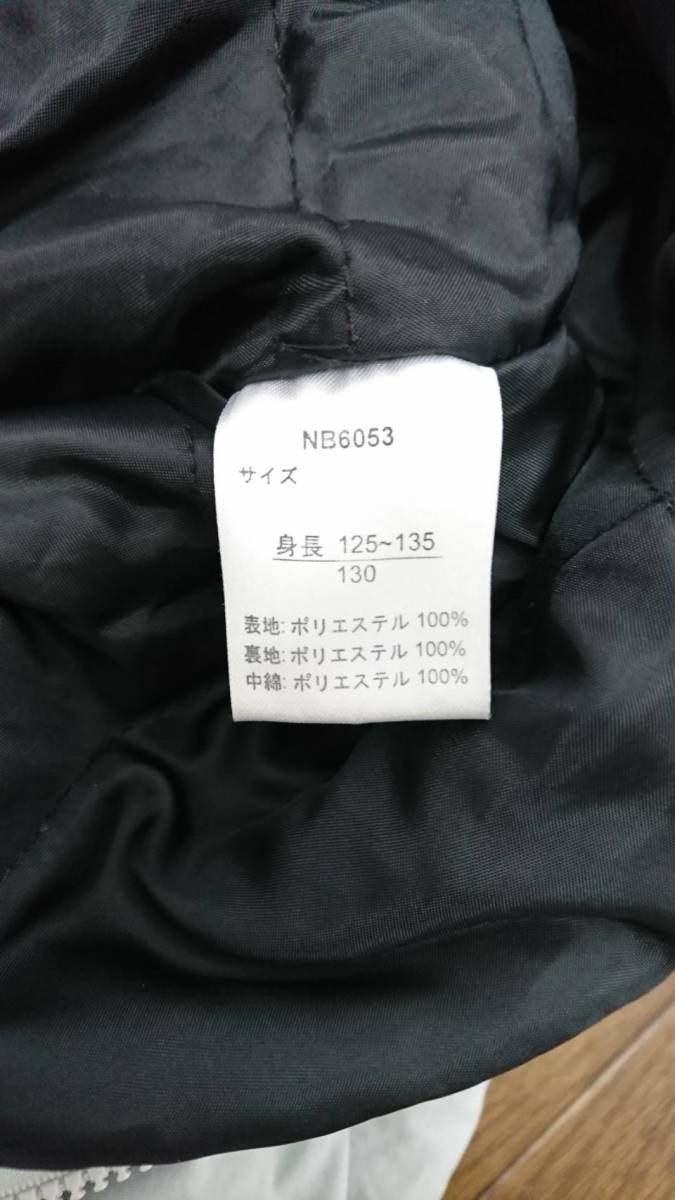 NB6053
サイズ
身長 125~135
130
表地: ポリエステル 100%
裏地: ポリエステル 100%
中綿: ポリエステル 100%